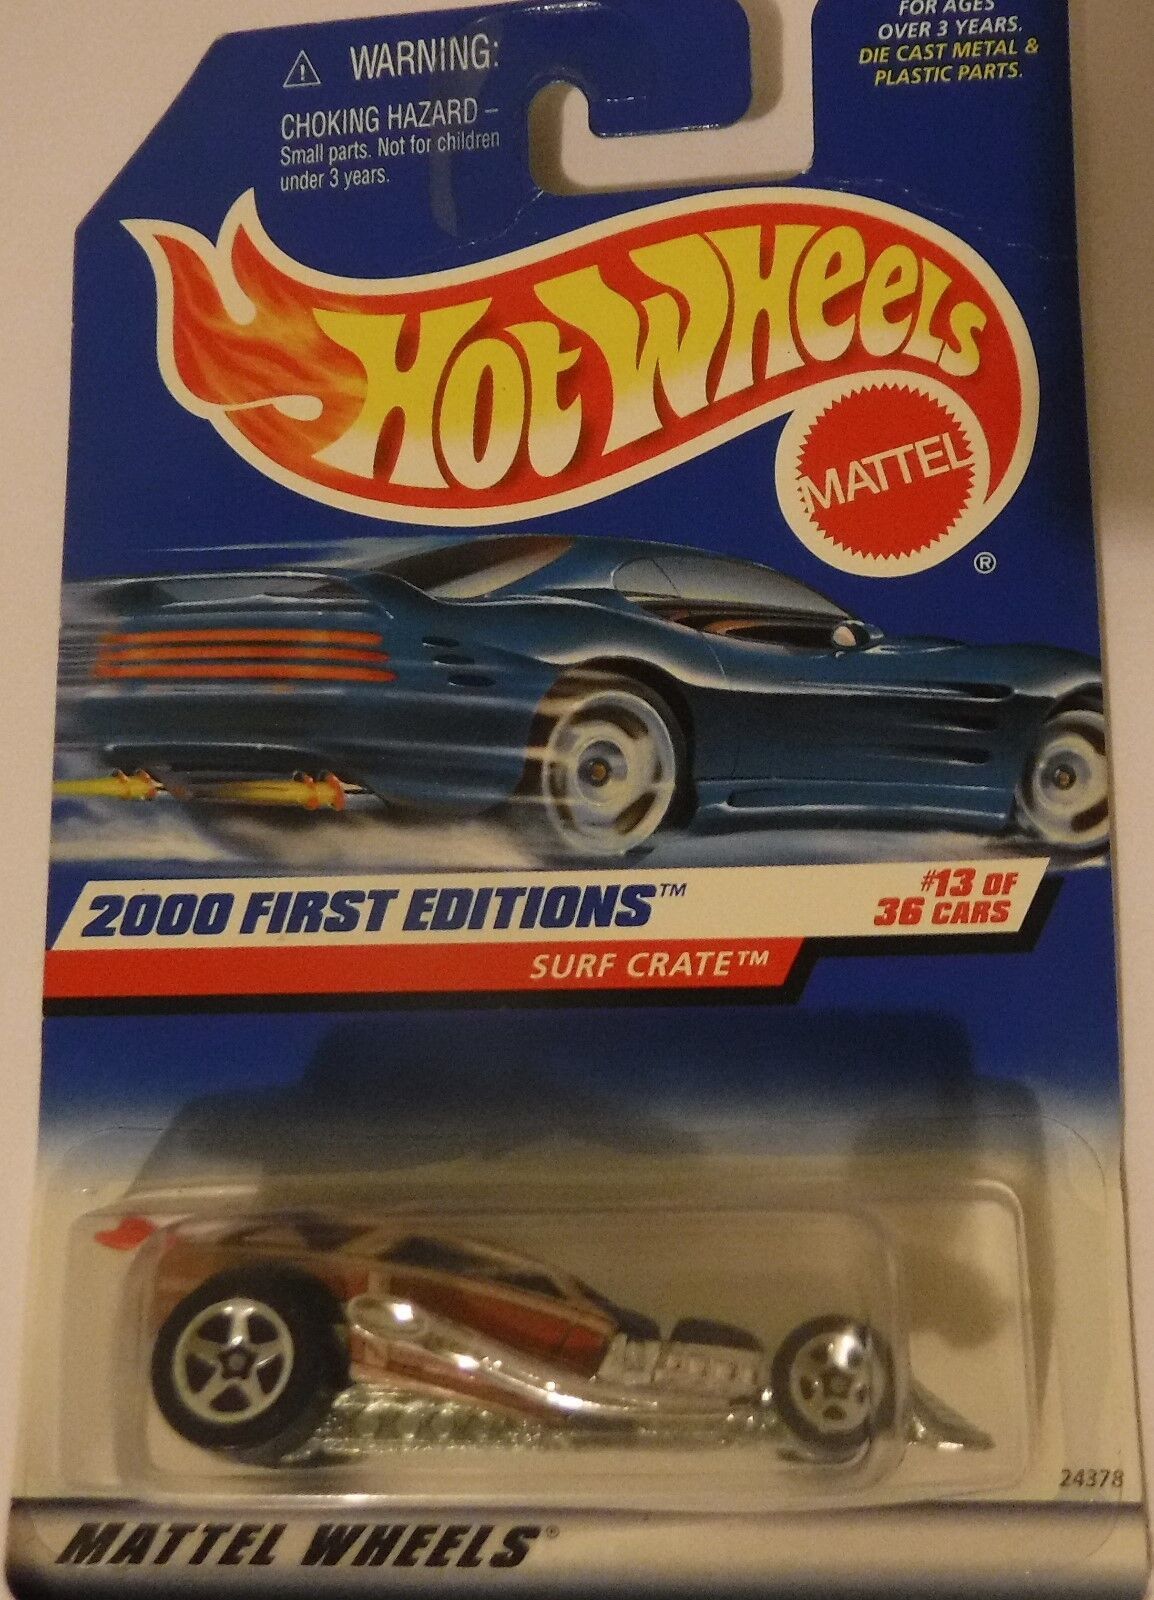 WARNING:
CHOKING HAZARD –
Small parts. Not for children
under 3 years.
FOR AGES
OVER 3 YEARS.
DIE CAST METAL &
PLASTIC PARTS.
HOT WHEELS
MATTEL
®
2000 FIRST EDITIONS™
#13 OF
36 CARS
SURF CRATE™
24378
MATTEL WHEELS®